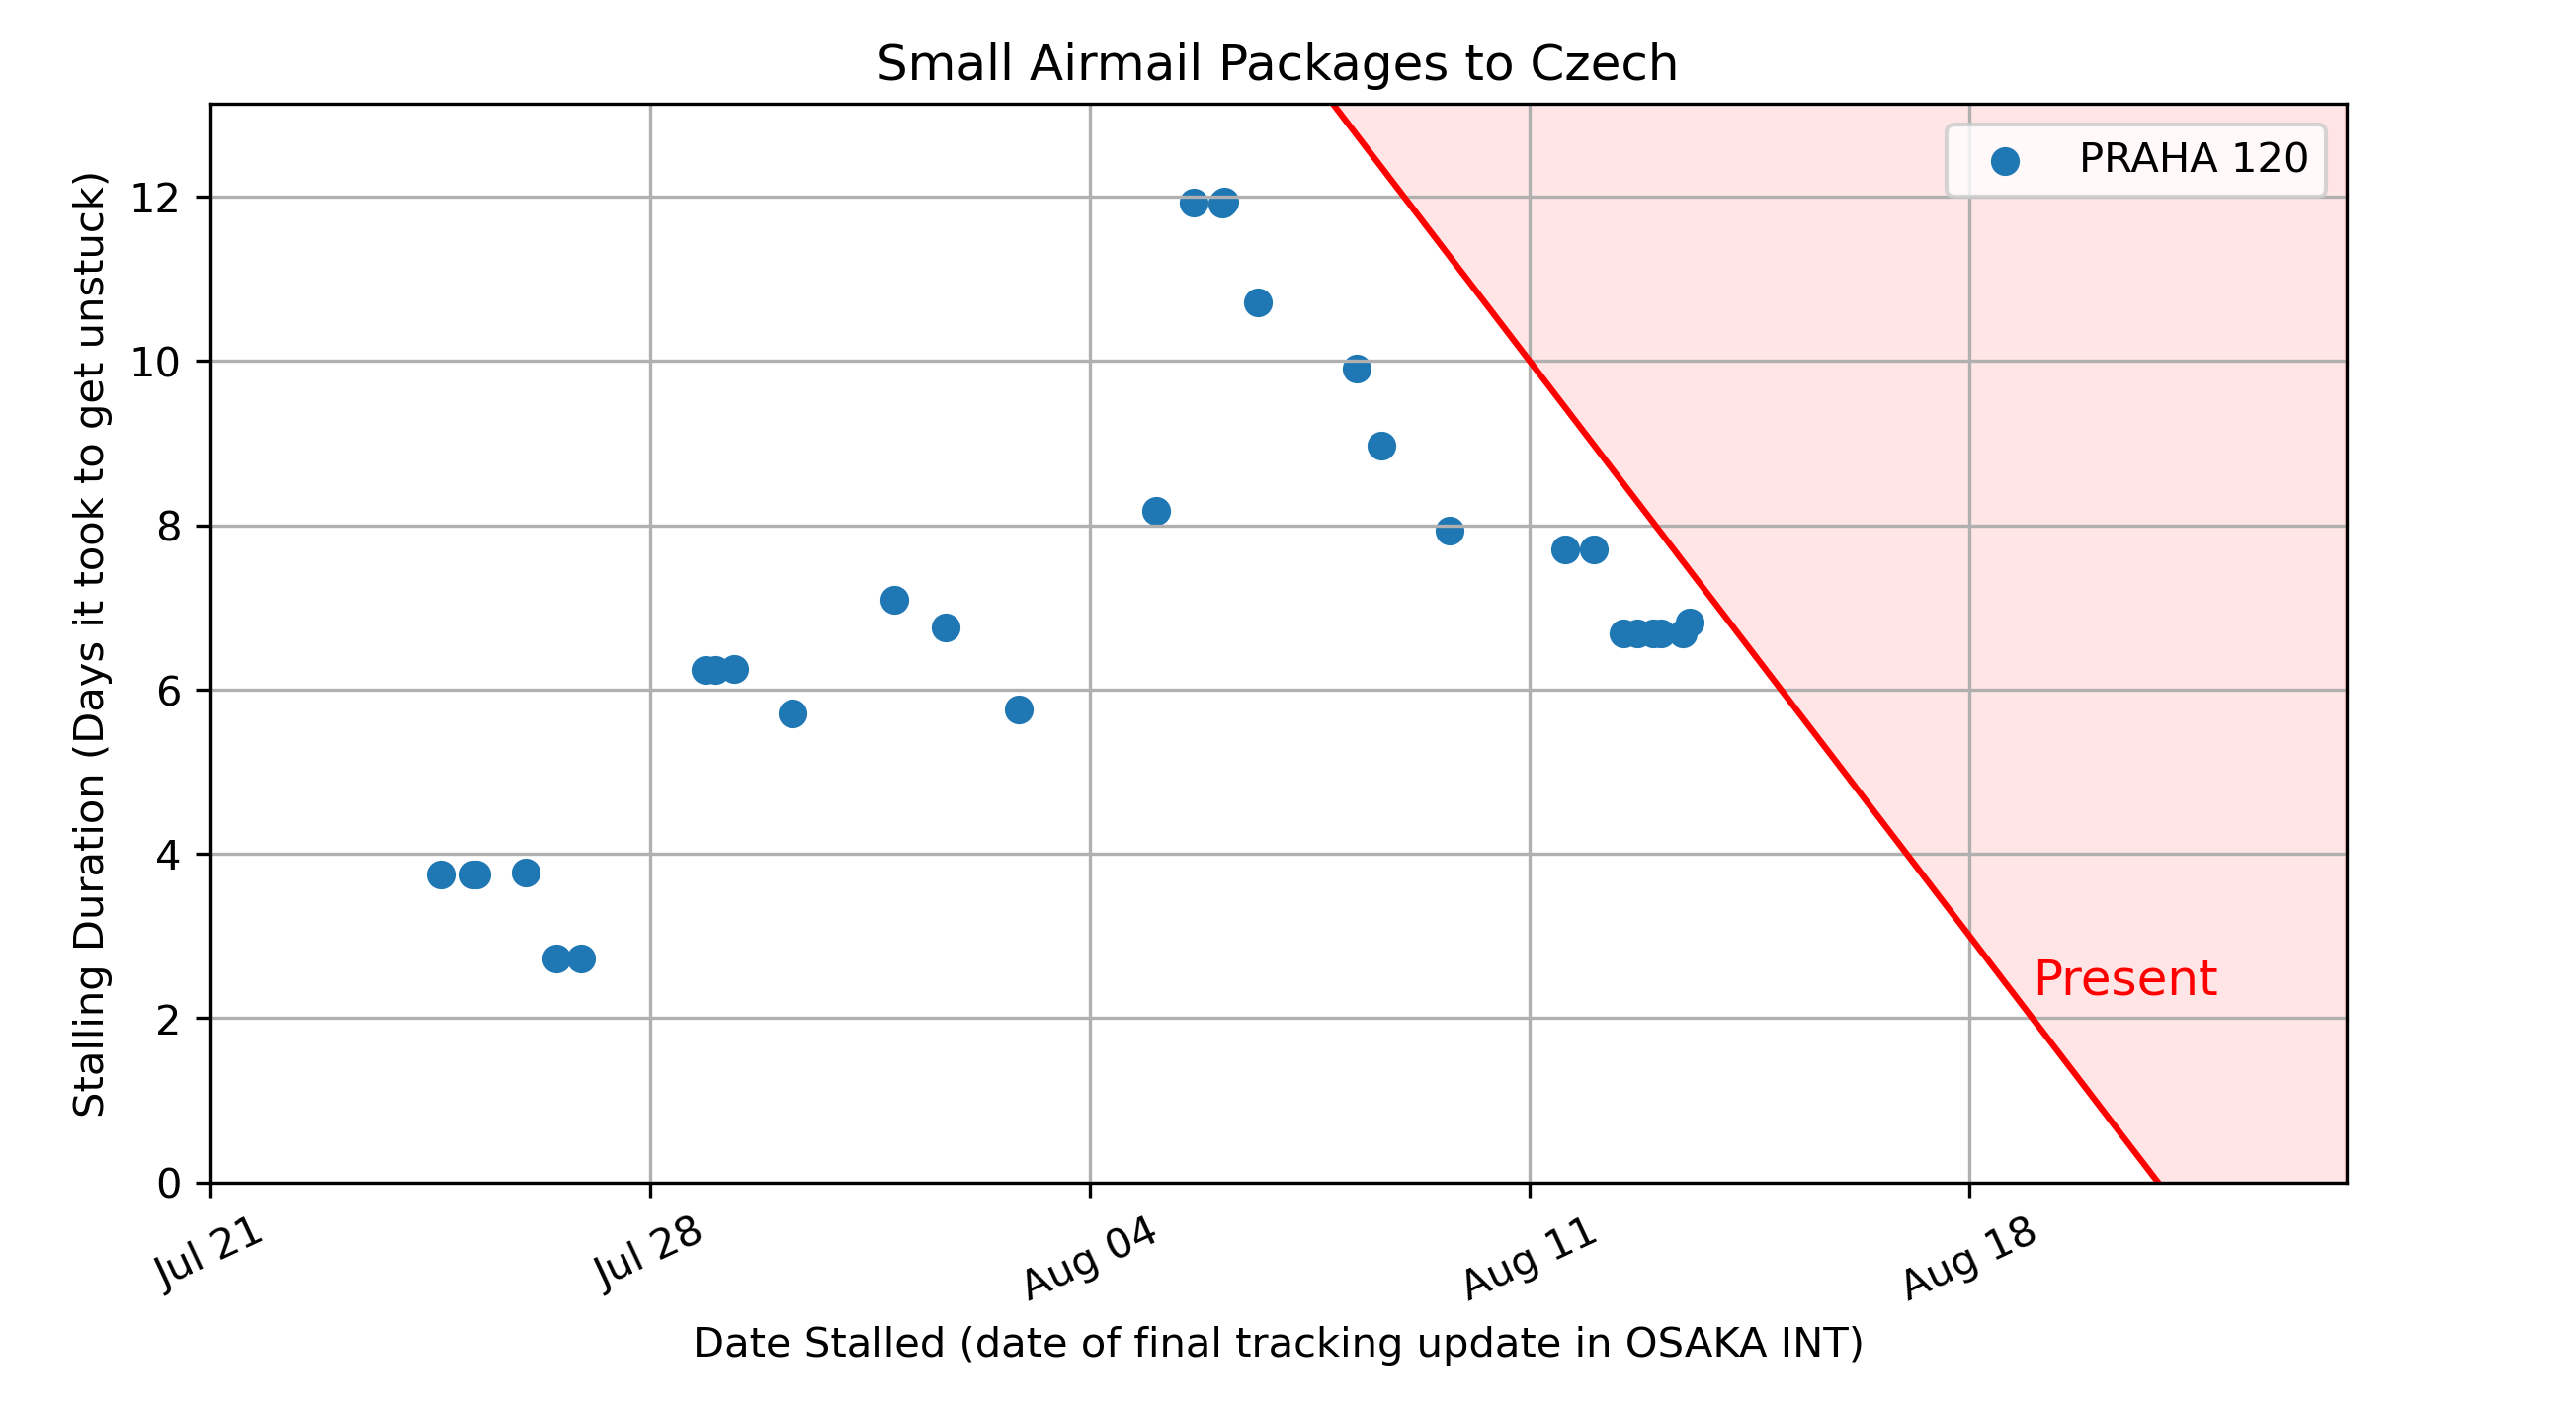 Small Airmail Packages to Czech
PRAHA 120
Stalling Duration (Days it took to get unstuck)
12
10
8
6
4
2
0
Present
Jul 21
Jul 28
Aug 04
Aug 11
Aug 18
Date Stalled (date of final tracking update in OSAKA INT)